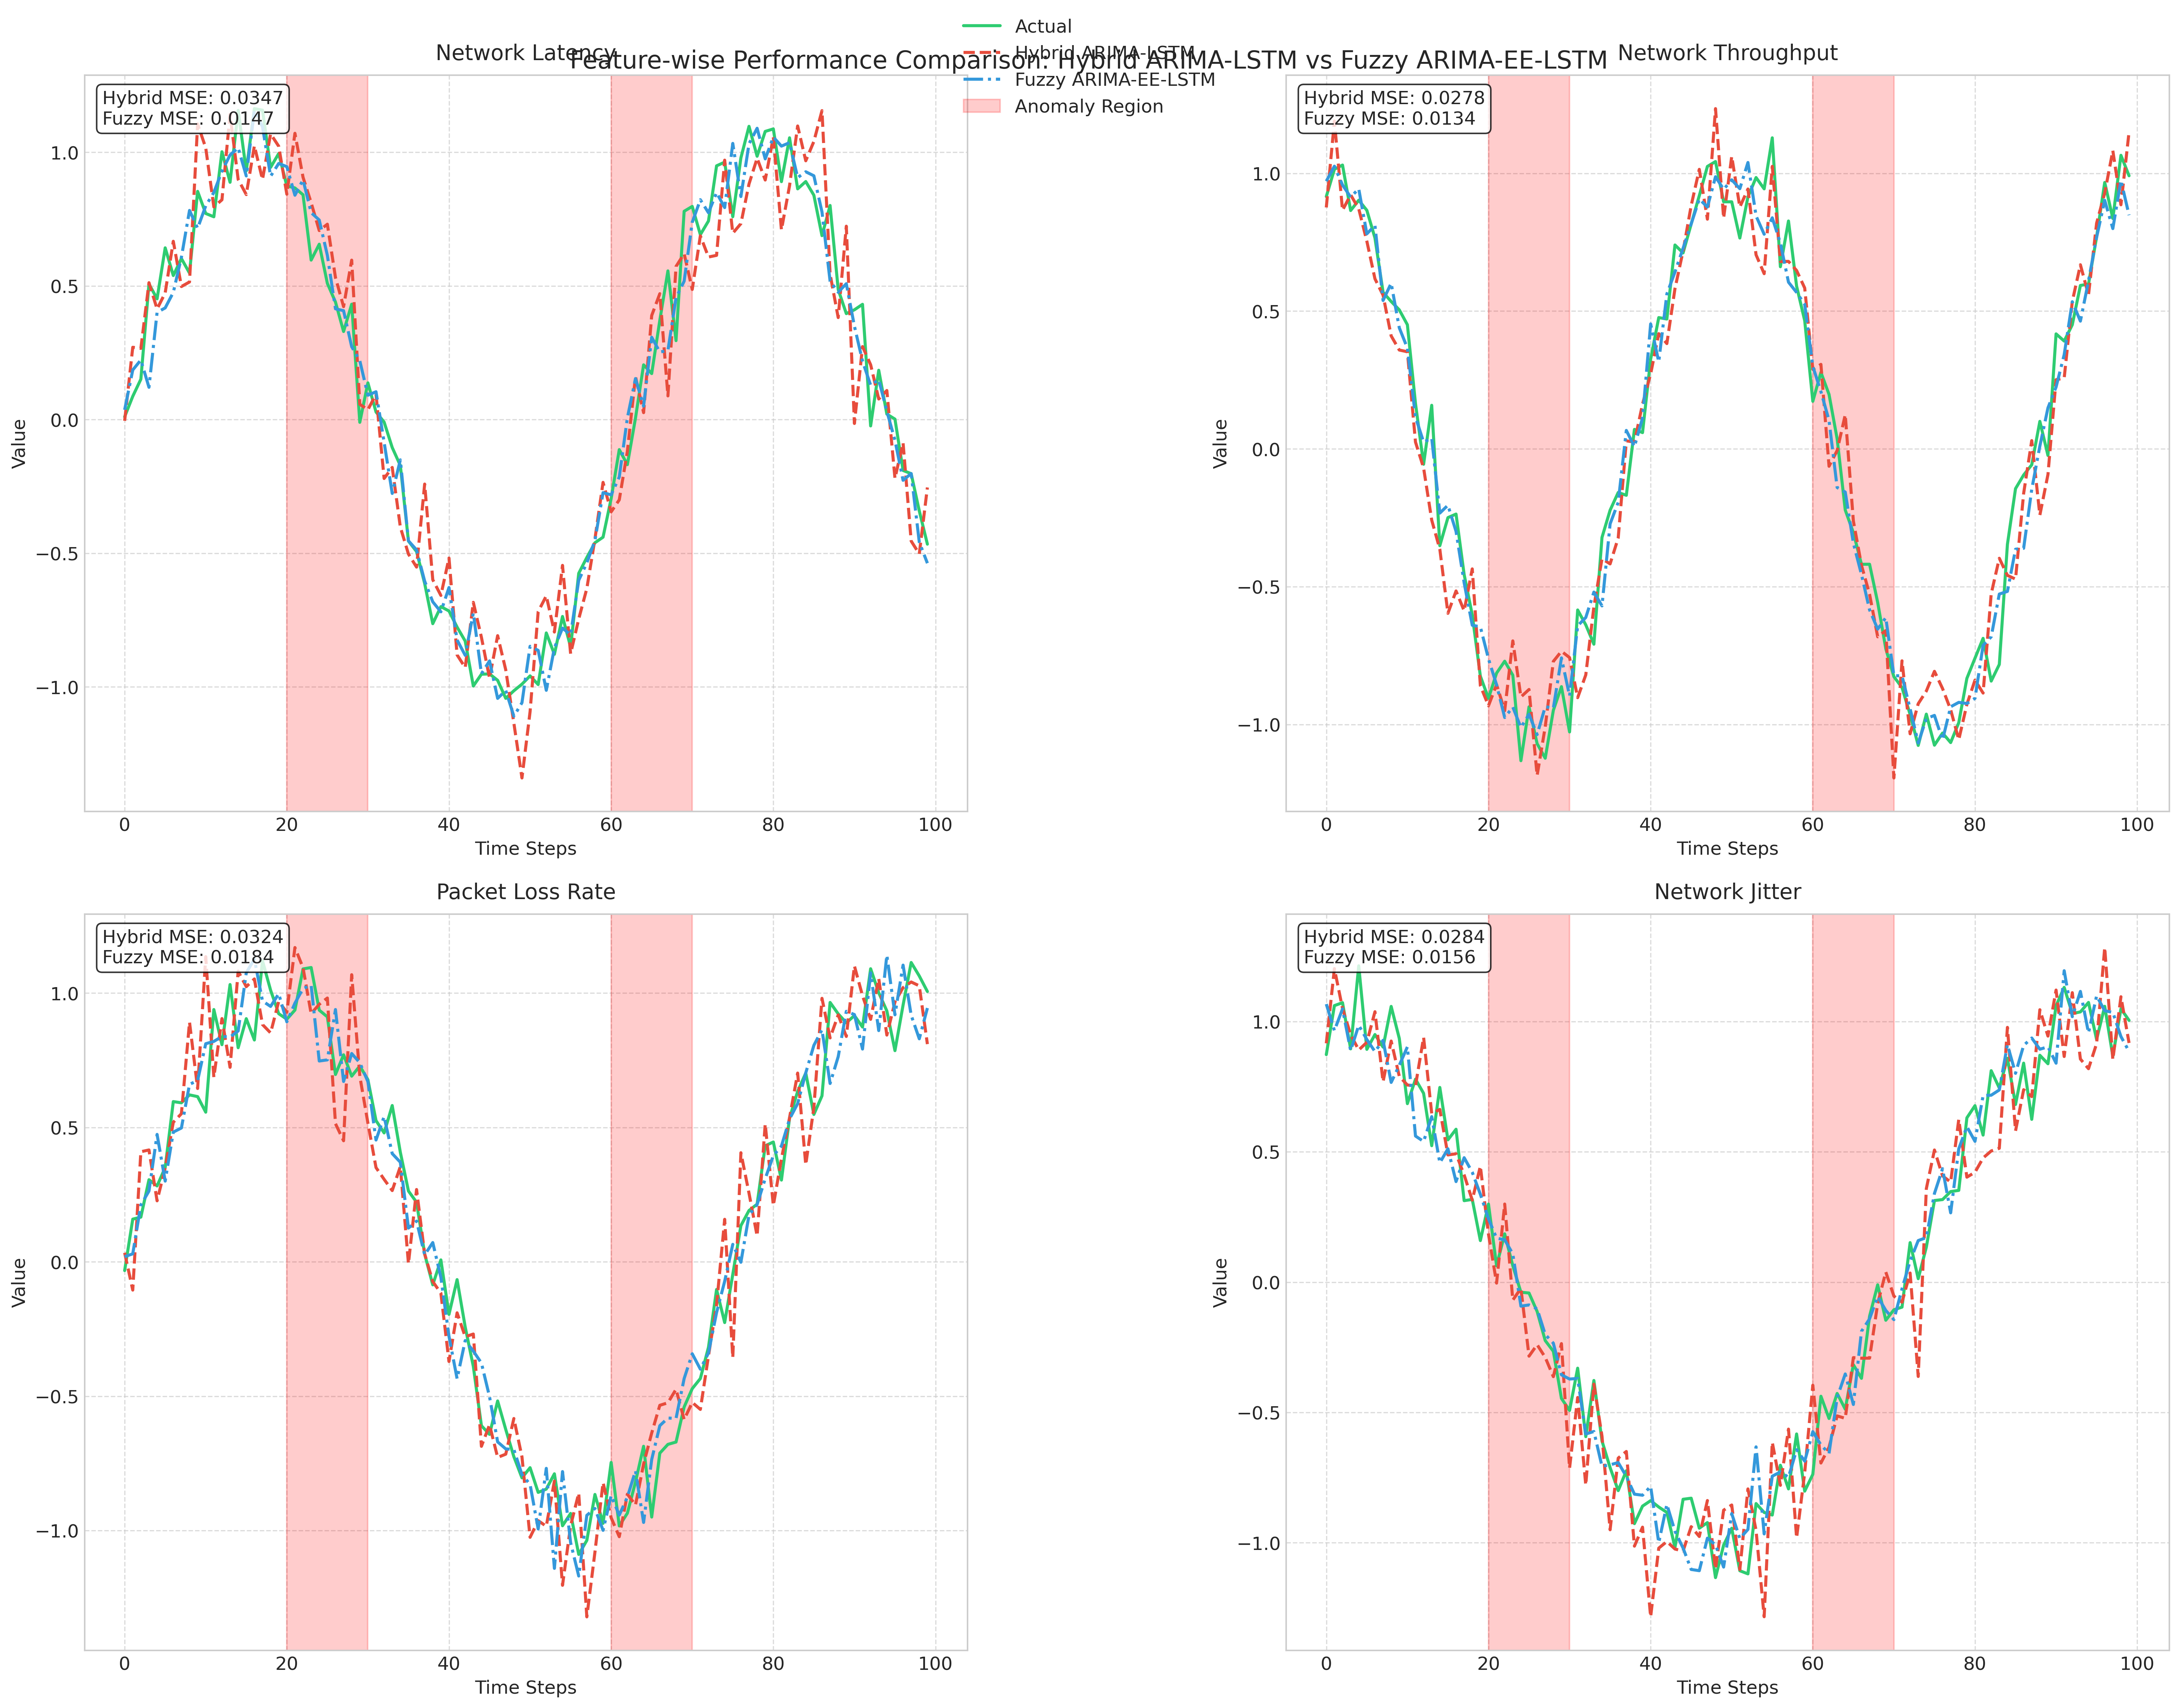 Actual
Hybrid ARIMA-LSTM
Fuzzy ARIMA-EE-LSTM
Anomaly Region
Feature-wise Performance Comparison: Hybrid ARIMA-LSTM vs Fuzzy ARIMA-EE-LSTM
Network Latency
Hybrid MSE: 0.0347
Fuzzy MSE: 0.0147
Value
1.0
0.5
0.0
−0.5
−1.0
0 20 40 60 80 100
Time Steps
Network Throughput
Hybrid MSE: 0.0278
Fuzzy MSE: 0.0134
Value
1.0
0.5
0.0
−0.5
−1.0
0 20 40 60 80 100
Time Steps
Packet Loss Rate
Hybrid MSE: 0.0324
Fuzzy MSE: 0.0184
Value
1.0
0.5
0.0
−0.5
−1.0
0 20 40 60 80 100
Time Steps
Network Jitter
Hybrid MSE: 0.0284
Fuzzy MSE: 0.0156
Value
1.0
0.5
0.0
−0.5
−1.0
0 20 40 60 80 100
Time Steps